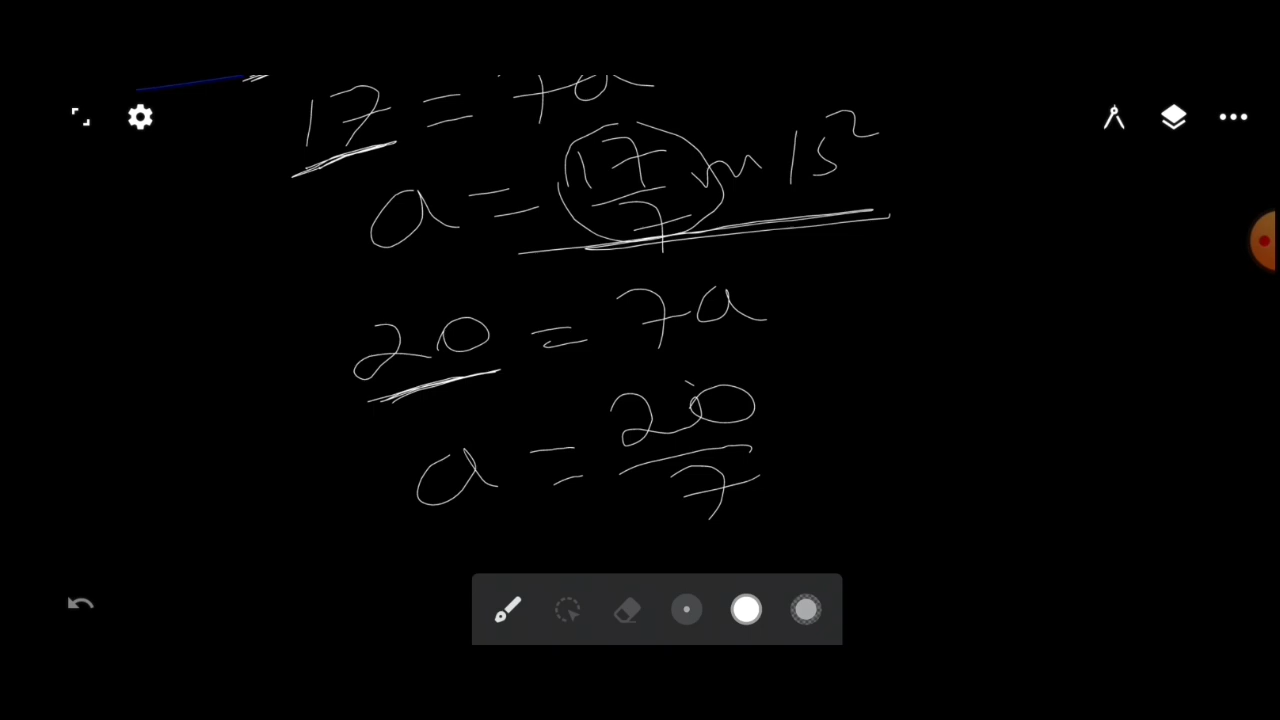 17 = 7a
a = 17/7 m/s²
20 = 7a
a = 20/7